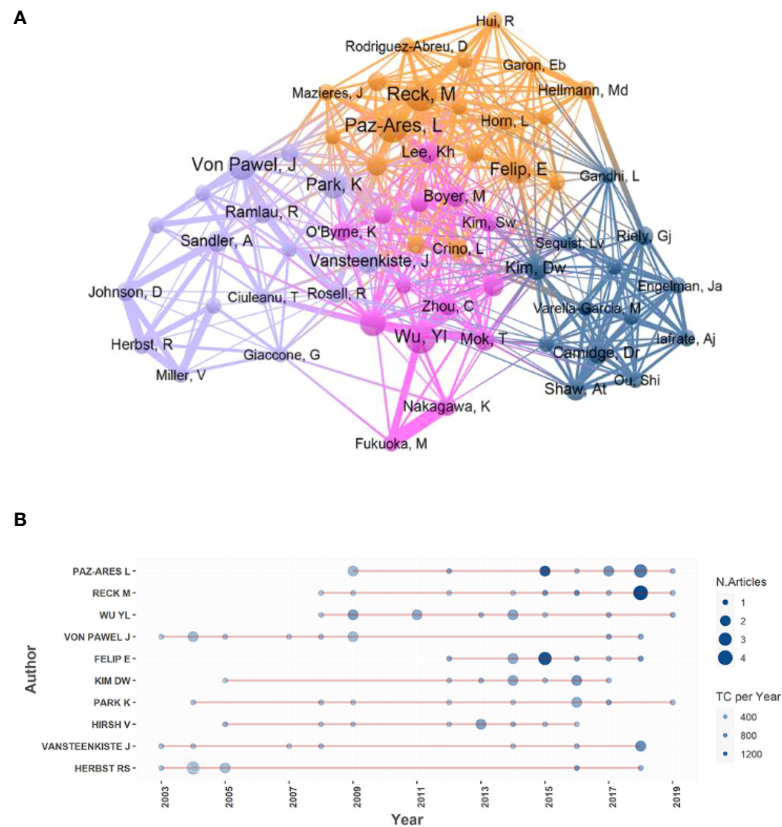 A
Hui, R
Rodriguez-Abreu, D
Garon, Eb
Mazieres, J
Reck, M
Hellmann, Md
Horn, L
Paz-Ares, L
Lee, Kh
Von Pawel, J
Felip, E
Gandhi, L
Park, K
Boyer, M
Ramlau, R
Kim, Sw
O'Byrne, K
Sandler, A
Crino, L
Sequist, Lv
Riely, Gj
Vansteenkiste, J
Kim, Dw
Engelman, Ja
Johnson, D
Ciuleanu, T
Rosell, R
Zhou, C
Varella-Garcia, M
Herbst, R
Wu, Yl
Mok, T
Iafrate, Aj
Giaccone, G
Camidge, Dr
Miller, V
Shaw, At
Ou, Shi
Nakagawa, K
Fukuoka, M
B
Author
PAZ-ARES L
RECK M
WU YL
VON PAWEL J
FELIP E
KIM DW
PARK K
HIRSH V
VANSTEENKISTE J
HERBST RS
2003
2005
2007
2009
2011
2013
2015
2017
2019
Year
N.Articles
1
2
3
4
TC per Year
400
800
1200